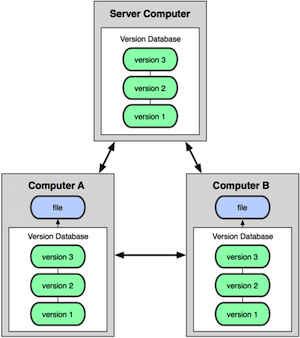 Server Computer
Version Database
version 3
version 2
version 1
Computer A
file
Version Database
version 3
version 2
version 1
Computer B
file
Version Database
version 3
version 2
version 1